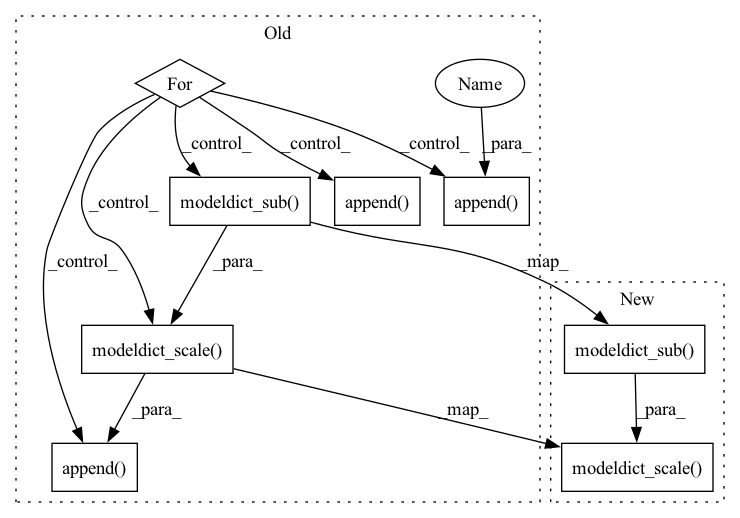 Old
For
Name
_control_
_control_
_control_
_para_
modeldict_sub()
append()
append()
_control_
_control_
_para_
_map_
New
modeldict_scale()
modeldict_sub()
_para_
_map_
_para_
append()
modeldict_scale()